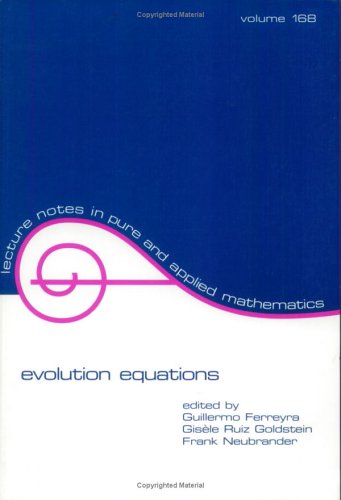 Copyrighted Material
volume 168
lecture notes in pure and applied mathematics
evolution equations
edited by
Guillermo Ferreyra
Gisèle Ruiz Goldstein
Frank Neubrander
Copyrighted Material